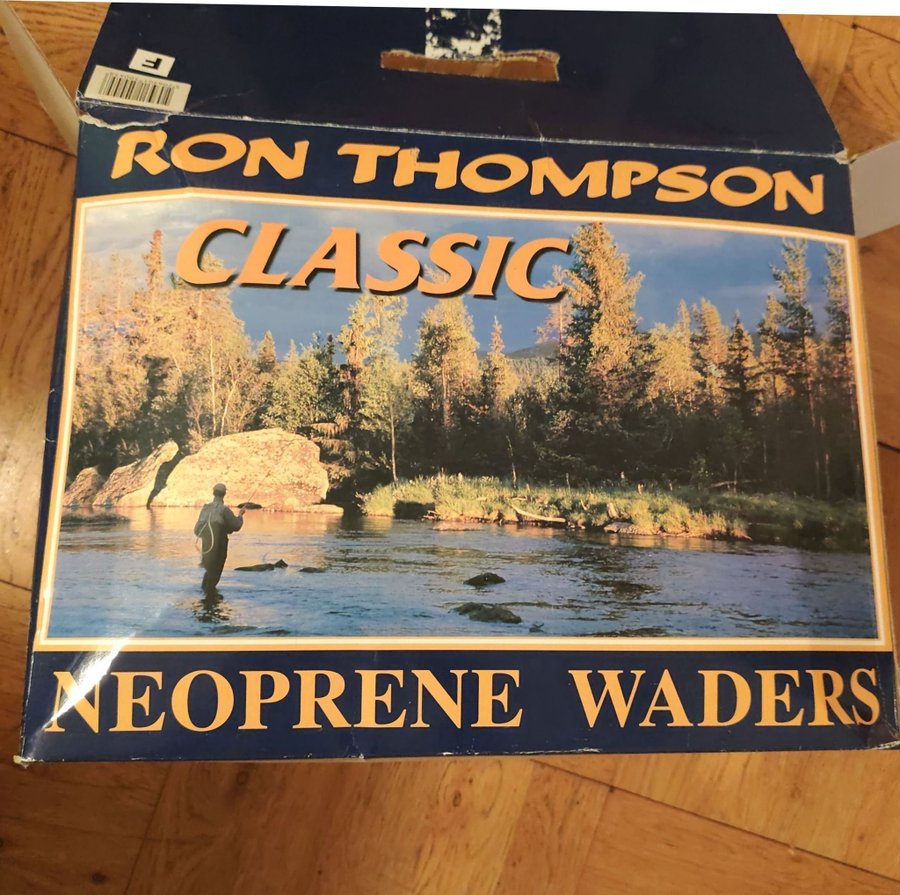 F
RON THOMPSON
CLASSIC
NEOPRENE WADERS